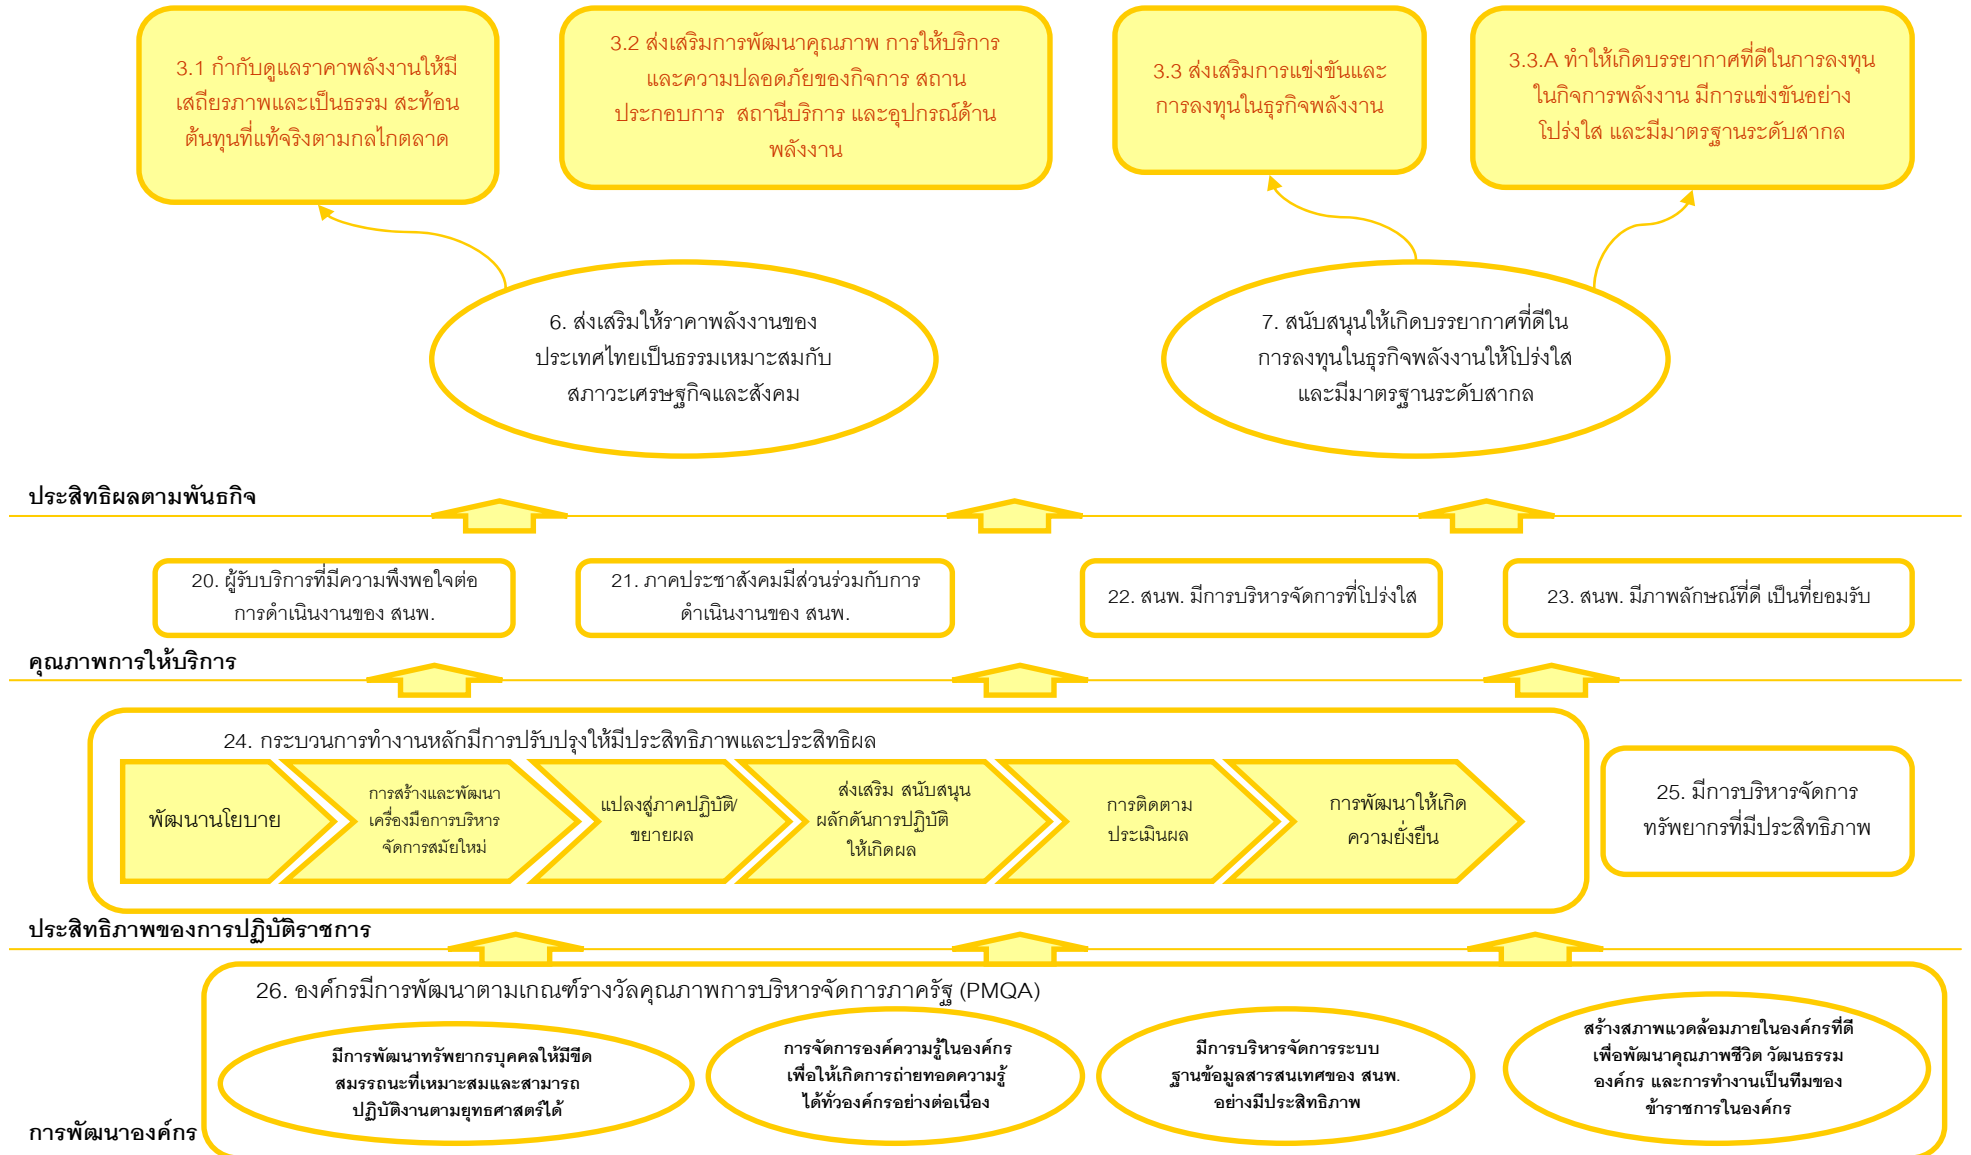 3.1 กำกับดูแลราคาพลังงานให้มี
เสถียรภาพและเป็นธรรม สะท้อน
ต้นทุนที่แท้จริงตามกลไกตลาด
3.2 ส่งเสริมการพัฒนาคุณภาพ การให้บริการ
และความปลอดภัยของกิจการ สถาน
ประกอบการ สถานีบริการ และอุปกรณ์ด้าน
พลังงาน
3.3 ส่งเสริมการแข่งขันและ
การลงทุนในธุรกิจพลังงาน
3.3.A ทำให้เกิดบรรยากาศที่ดีในการลงทุน
ในกิจการพลังงาน มีการแข่งขันอย่าง
โปร่งใส และมีมาตรฐานระดับสากล
6. ส่งเสริมให้ราคาพลังงานของ
ประเทศไทยเป็นธรรมเหมาะสมกับ
สภาวะเศรษฐกิจและสังคม
7. สนับสนุนให้เกิดบรรยากาศที่ดีใน
การลงทุนในธุรกิจพลังงานให้โปร่งใส
และมีมาตรฐานระดับสากล
ประสิทธิผลตามพันธกิจ
20. ผู้รับบริการที่มีความพึงพอใจต่อ
การดำเนินงานของ สนพ.
21. ภาคประชาสังคมมีส่วนร่วมกับการ
ดำเนินงานของ สนพ.
22. สนพ. มีการบริหารจัดการที่โปร่งใส
23. สนพ. มีภาพลักษณ์ที่ดี เป็นที่ยอมรับ
คุณภาพการให้บริการ
24. กระบวนการทำงานหลักมีการปรับปรุงให้มีประสิทธิภาพและประสิทธิผล
พัฒนานโยบาย
การสร้างและพัฒนา
เครื่องมือการบริหาร
จัดการสมัยใหม่
แปลงสู่ภาคปฏิบัติ/
ขยายผล
ส่งเสริม สนับสนุน
ผลักดันการปฏิบัติ
ให้เกิดผล
การติดตาม
ประเมินผล
การพัฒนาให้เกิด
ความยั่งยืน
25. มีการบริหารจัดการ
ทรัพยากรที่มีประสิทธิภาพ
ประสิทธิภาพของการปฏิบัติราชการ
26. องค์กรมีการพัฒนาตามเกณฑ์รางวัลคุณภาพการบริหารจัดการภาครัฐ (PMQA)
มีการพัฒนาทรัพยากรบุคคลให้มีขีด
สมรรถนะที่เหมาะสมและสามารถ
ปฏิบัติงานตามยุทธศาสตร์ได้
การจัดการองค์ความรู้ในองค์กร
เพื่อให้เกิดการถ่ายทอดความรู้
ได้ทั่วองค์กรอย่างต่อเนื่อง
มีการบริหารจัดการระบบ
ฐานข้อมูลสารสนเทศของ สนพ.
อย่างมีประสิทธิภาพ
สร้างสภาพแวดล้อมภายในองค์กรที่ดี
เพื่อพัฒนาคุณภาพชีวิต วัฒนธรรม
องค์กร และการทำงานเป็นทีมของ
ข้าราชการในองค์กร
การพัฒนาองค์กร